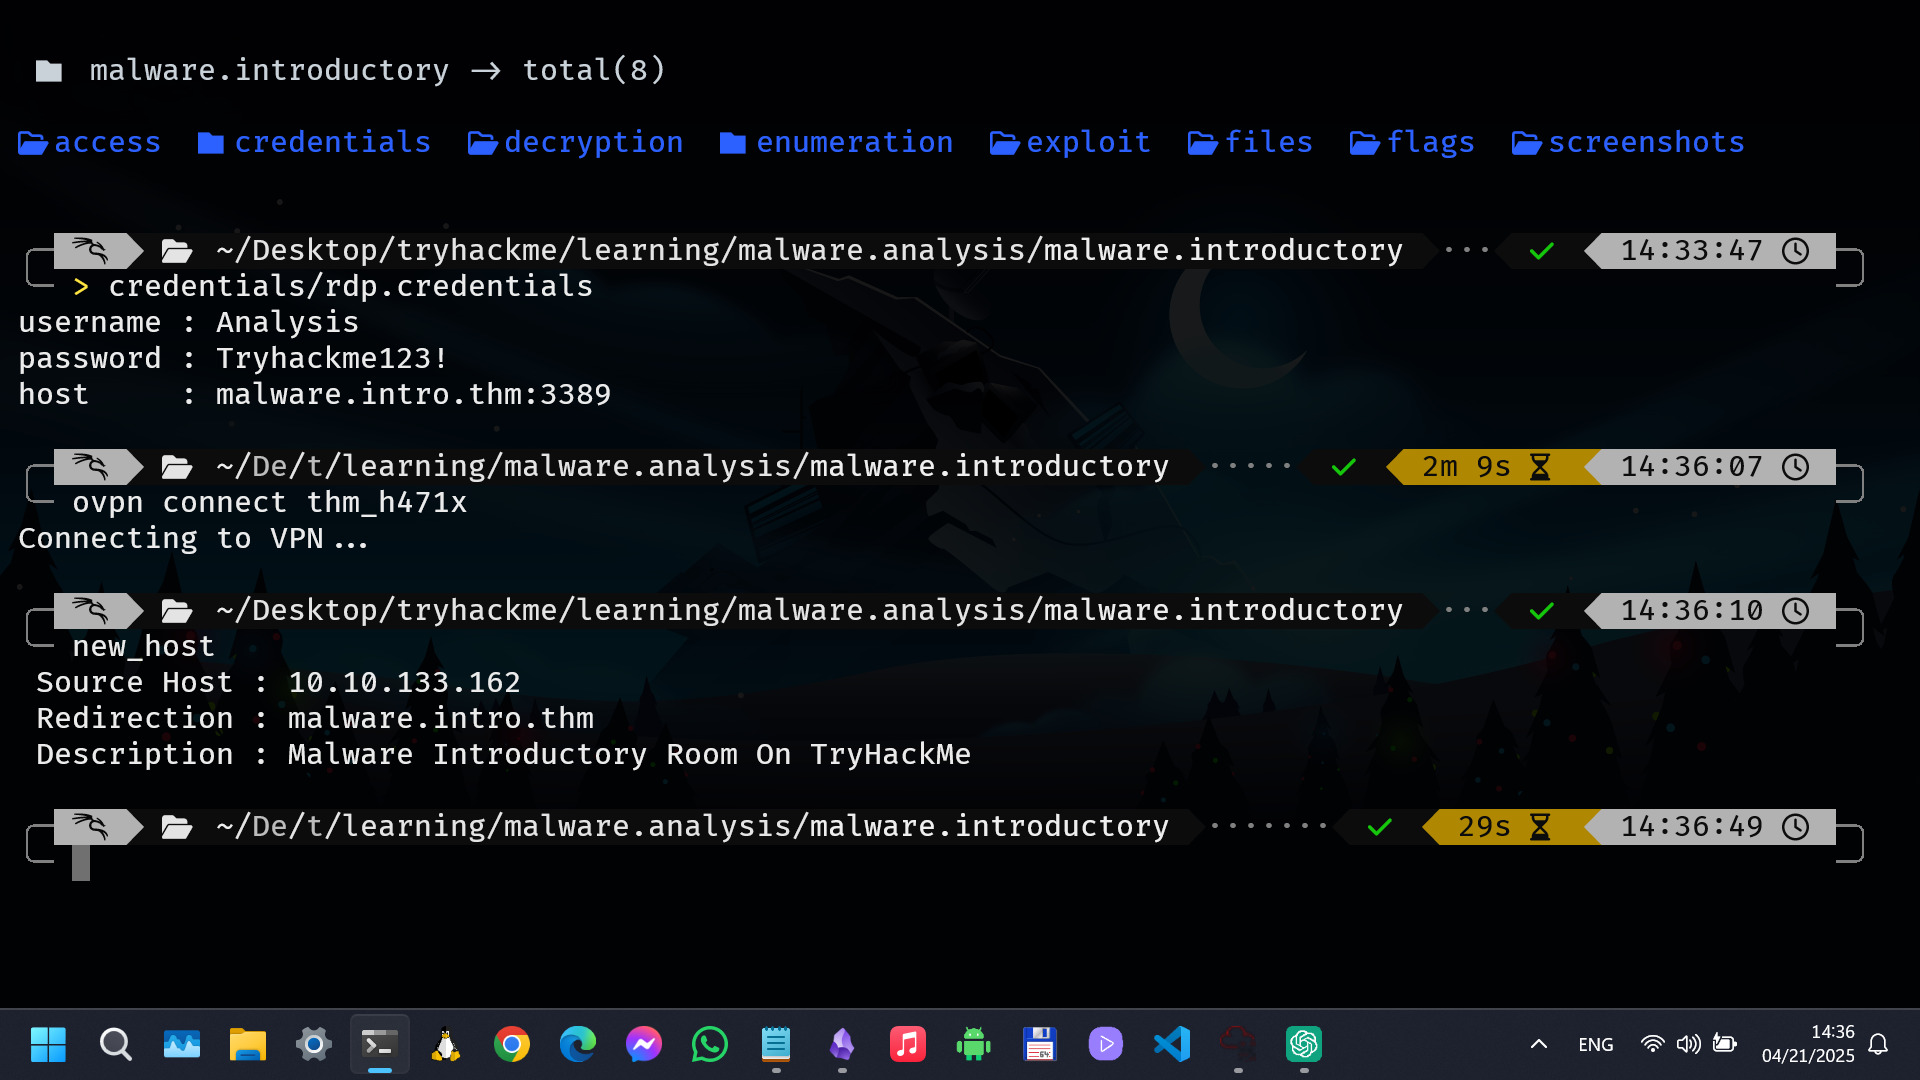 malware.introductory → total(8)
access credentials decryption enumeration exploit files flags screenshots
~/Desktop/tryhackme/learning/malware.analysis/malware.introductory ··· ✓ 14:33:47
> credentials/rdp.credentials
username : Analysis
password : Tryhackme123!
host : malware.intro.thm:3389
~/De/t/learning/malware.analysis/malware.introductory ····· ✓ 2m 9s 14:36:07
ovpn connect thm_h471x
Connecting to VPN...
~/Desktop/tryhackme/learning/malware.analysis/malware.introductory ··· ✓ 14:36:10
new_host
Source Host : 10.10.133.162
Redirection : malware.intro.thm
Description : Malware Introductory Room On TryHackMe
~/De/t/learning/malware.analysis/malware.introductory ······· ✓ 29s 14:36:49
64
ENG
14:36
04/21/2025